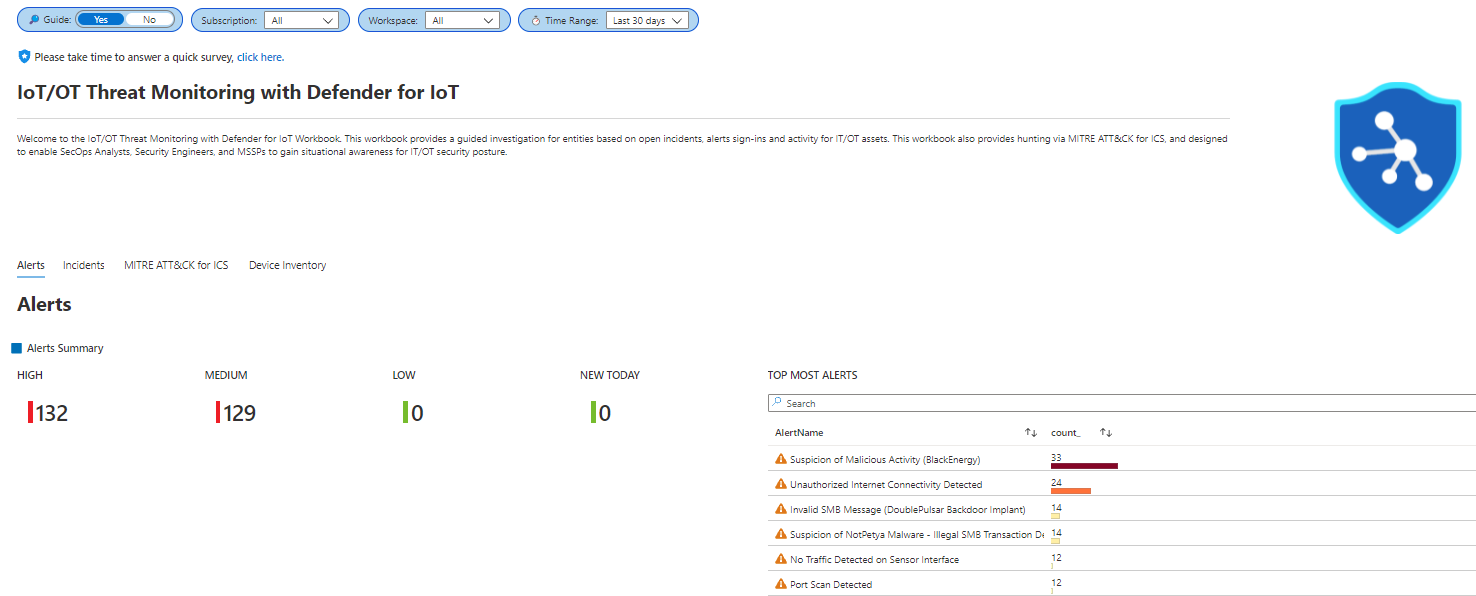 Guide: Yes No Subscription: All Workspace: All Time Range: Last 30 days
Please take time to answer a quick survey, click here.
IoT/OT Threat Monitoring with Defender for IoT
Welcome to the IoT/OT Threat Monitoring with Defender for IoT Workbook. This workbook provides a guided investigation for entities based on open incidents, alerts sign-ins and activity for IT/OT assets. This workbook also provides hunting via MITRE ATT&CK for ICS, and designed
to enable SecOps Analysts, Security Engineers, and MSSPs to gain situational awareness for IT/OT security posture.
Alerts Incidents MITRE ATT&CK for ICS Device Inventory
Alerts
Alerts Summary
HIGH MEDIUM LOW NEW TODAY
132 129 0 0
TOP MOST ALERTS
Search
AlertName count_
Suspicion of Malicious Activity (BlackEnergy) 33
Unauthorized Internet Connectivity Detected 24
Invalid SMB Message (DoublePulsar Backdoor Implant) 14
Suspicion of NotPetya Malware - Illegal SMB Transaction De 14
No Traffic Detected on Sensor Interface 12
Port Scan Detected 12